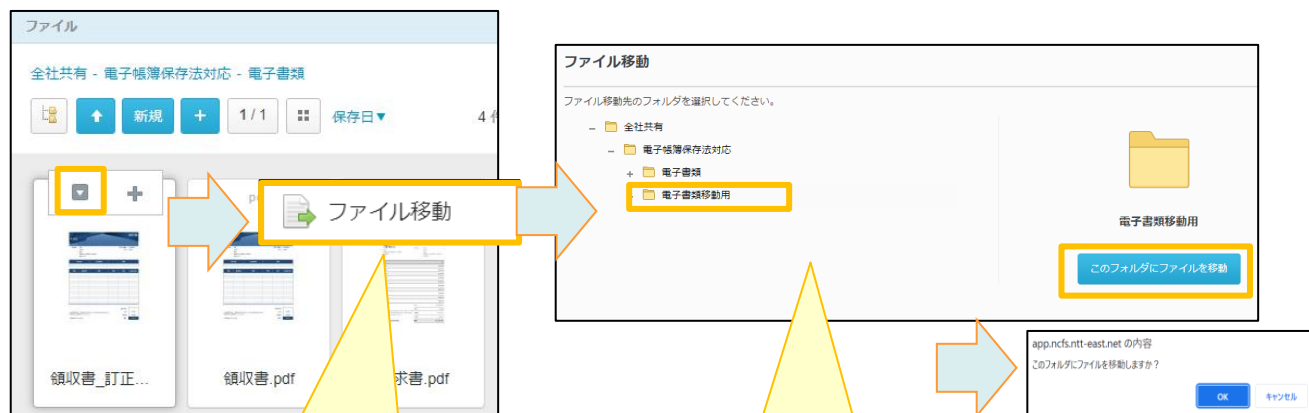 ファイル
全社共有 - 電子帳簿保存法対応 - 電子書類
新規
+
1/1
保存日▼
4
ファイル移動
領収書_訂正...
領収書.pdf
求書.pdf
ファイル移動
ファイル移動先のフォルダを選択してください。
全社共有
電子帳簿保存法対応
電子書類
電子書類移動用
電子書類移動用
このフォルダにファイルを移動
app.ncfs.ntt-east.net の内容
このフォルダにファイルを移動しますか？
OK
キャンセル